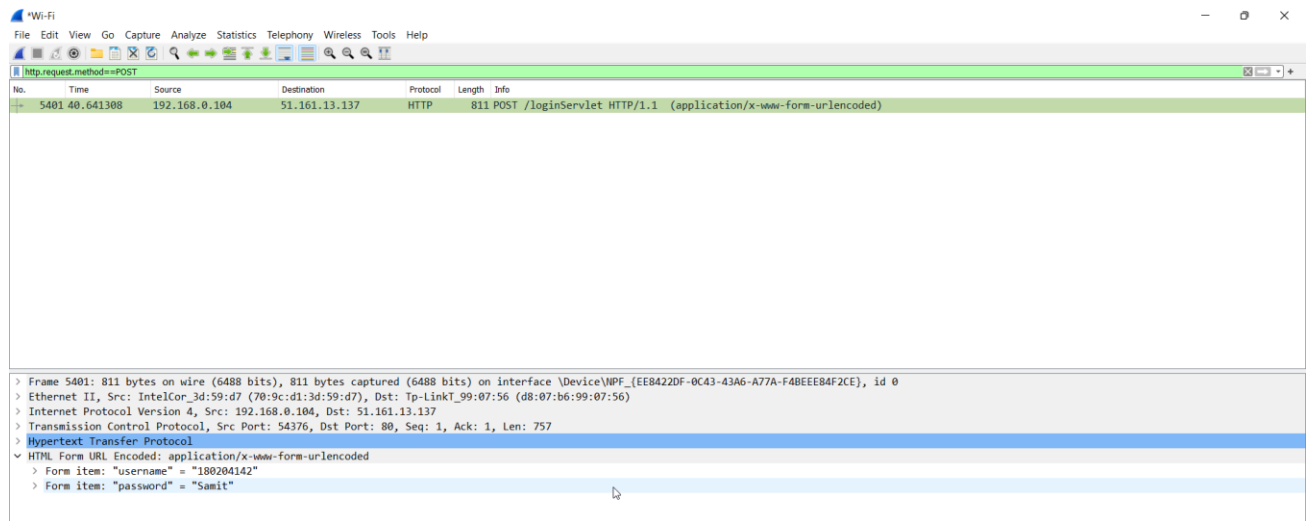 *Wi-Fi
File Edit View Go Capture Analyze Statistics Telephony Wireless Tools Help
http.request.method==POST
No. Time Source Destination Protocol Length Info
5401 40.641308 192.168.0.104 51.161.13.137 HTTP 811 POST /loginServlet HTTP/1.1 (application/x-www-form-urlencoded)
> Frame 5401: 811 bytes on wire (6488 bits), 811 bytes captured (6488 bits) on interface \Device\NPF_{EE8422DF-0C43-43A6-A77A-F4BEEE84F2CE}, id 0
> Ethernet II, Src: IntelCor_3d:59:d7 (70:9c:d1:3d:59:d7), Dst: Tp-LinkT_99:07:56 (d8:07:b6:99:07:56)
> Internet Protocol Version 4, Src: 192.168.0.104, Dst: 51.161.13.137
> Transmission Control Protocol, Src Port: 54376, Dst Port: 80, Seq: 1, Ack: 1, Len: 757
> Hypertext Transfer Protocol
HTML Form URL Encoded: application/x-www-form-urlencoded
> Form item: "username" = "180204142"
> Form item: "password" = "Samit"